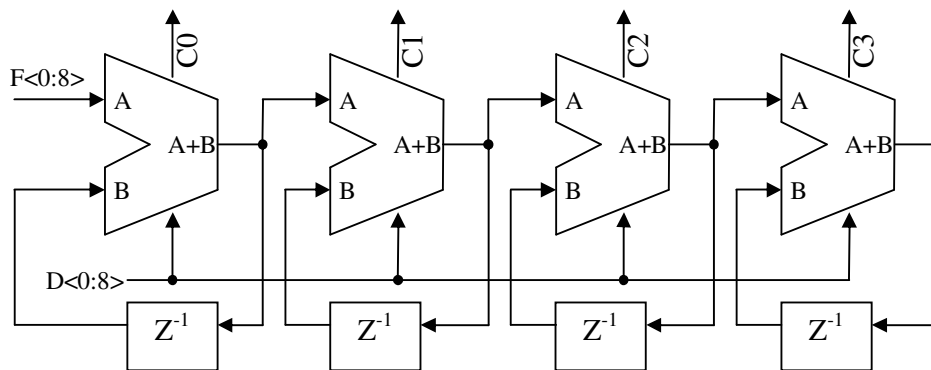 C0 C1 C2 C3
F<0:8>
A A A A
A+B A+B A+B A+B
B B B B
D<0:8>
Z⁻¹ Z⁻¹ Z⁻¹ Z⁻¹